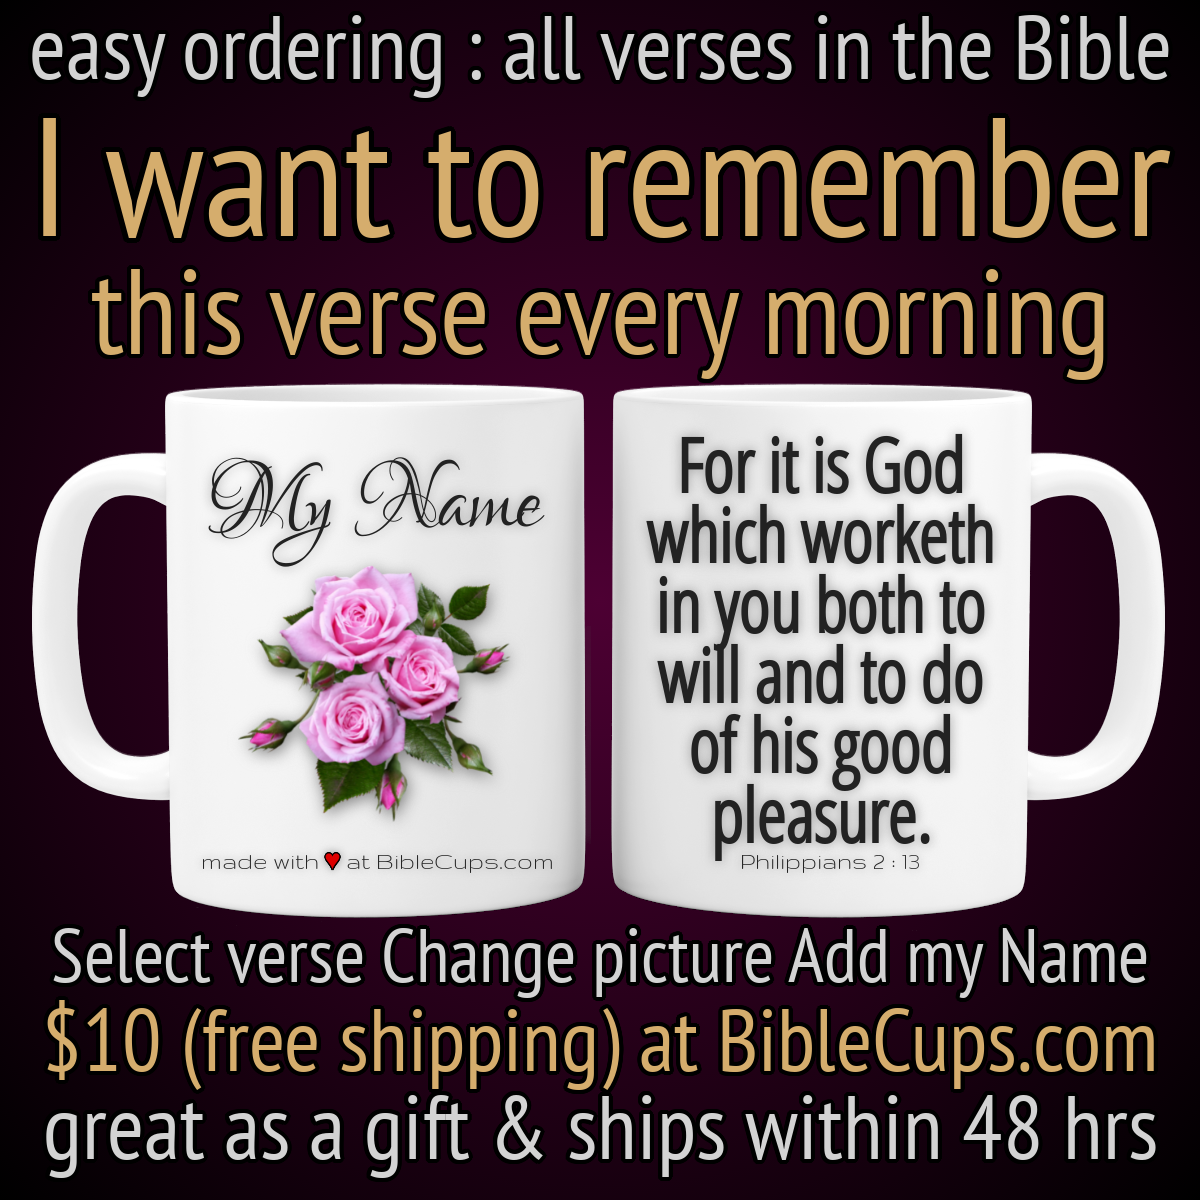 easy ordering : all verses in the Bible
I want to remember
this verse every morning
My Name
made with ❤ at BibleCups.com
For it is God
which worketh
in you both to
will and to do
of his good
pleasure.
Philippians 2 : 13
Select verse Change picture Add my Name
$10 (free shipping) at BibleCups.com
great as a gift & ships within 48 hrs